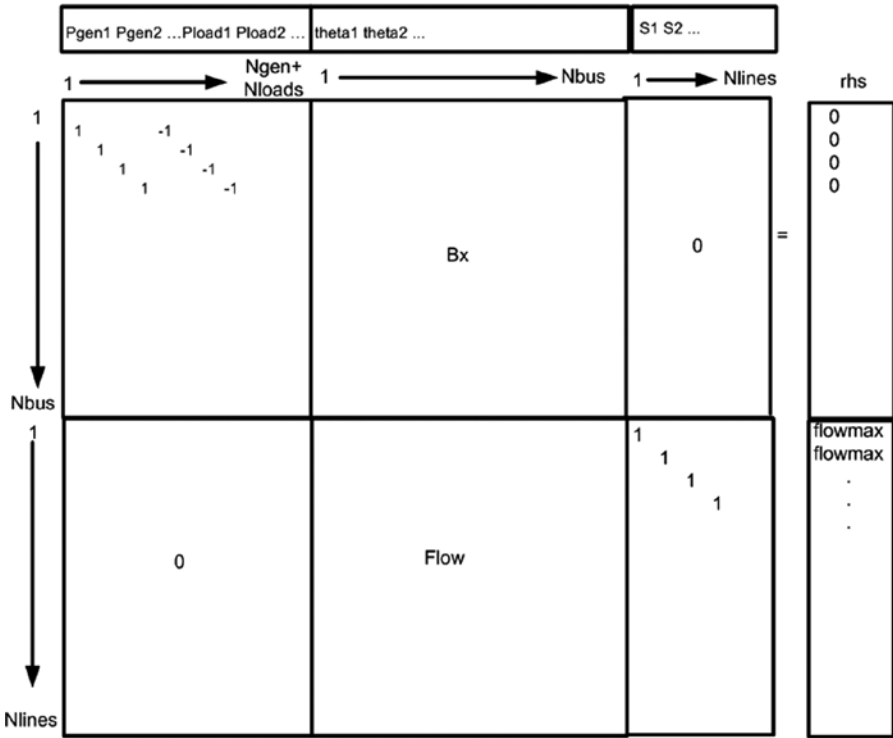 Pgen1 Pgen2 ...Pload1 Pload2 ... theta1 theta2 ... S1 S2 ...
1 Ngen+ 1 Nbus 1 Nlines rhs
Nloads
1 0
1 -1 0
1 -1 0
1 -1 0
1 -1
Bx 0 =
Nbus
1 1 flowmax
1 flowmax
1 .
1 .
.
0 Flow
Nlines